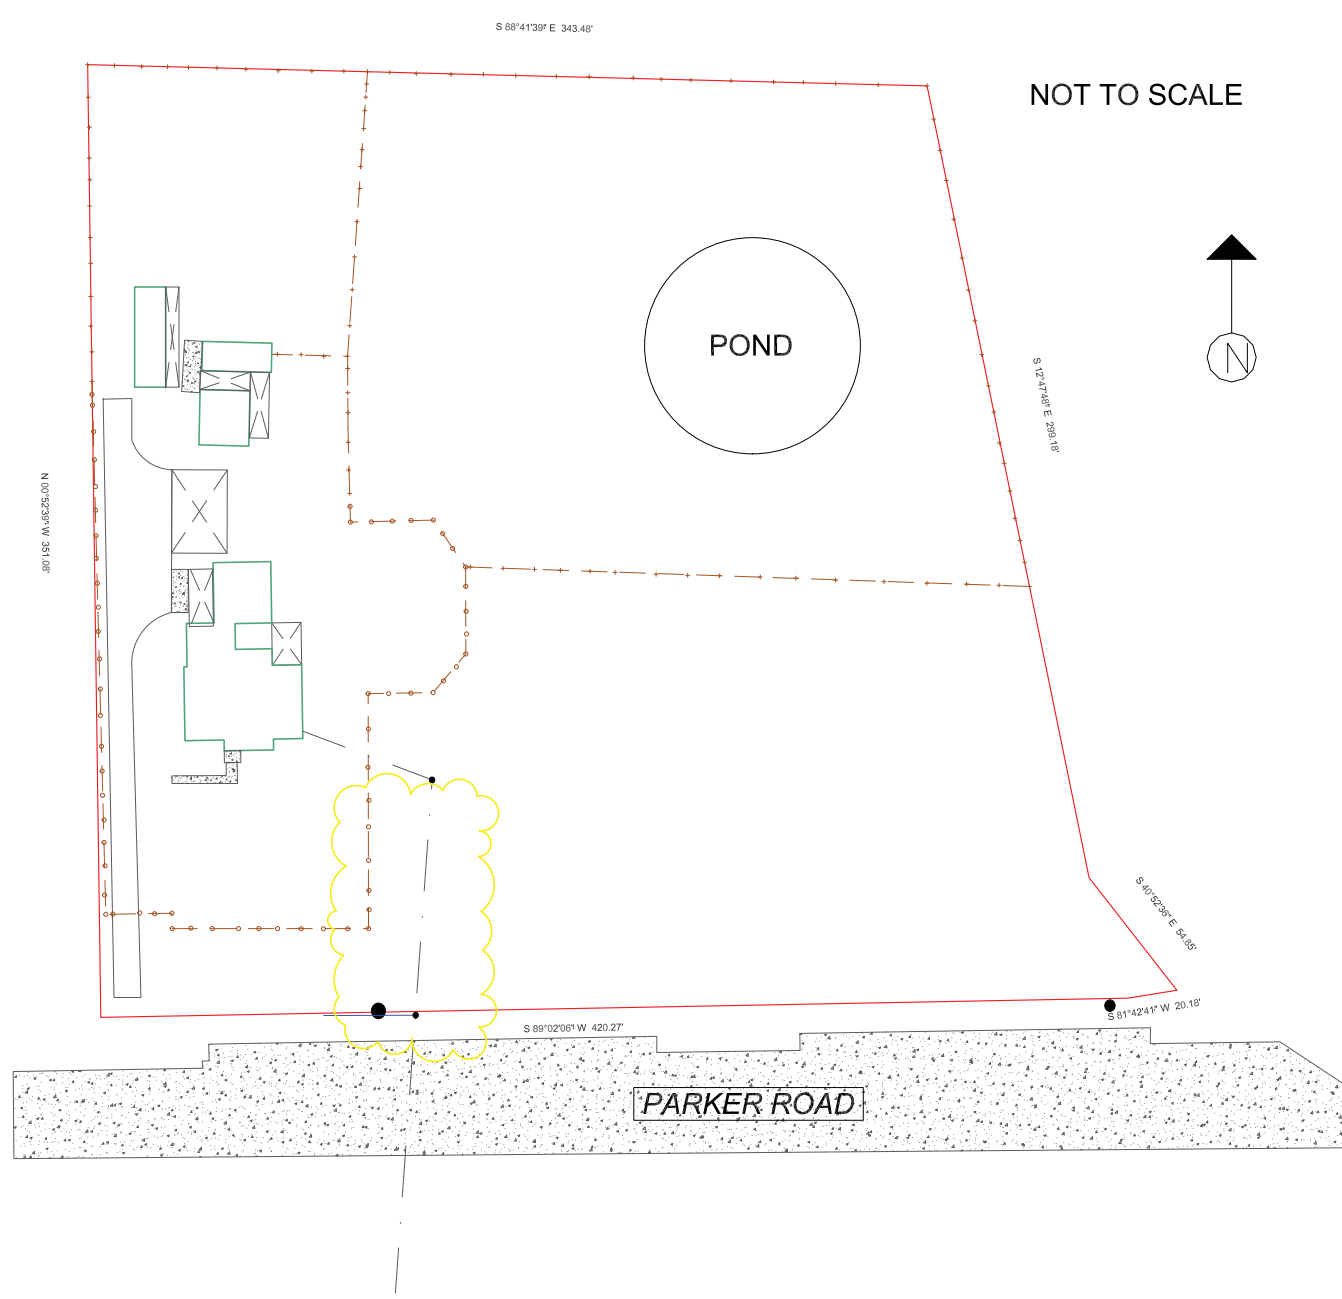 S 88°41'39" E 343.48'
NOT TO SCALE
POND
N
S 12°47'48" E 299.18'
N 00°52'39" W 351.08'
S 40°52'36" E 54.85'
S 81°42'41" W 20.18'
S 89°02'06" W 420.27'
PARKER ROAD